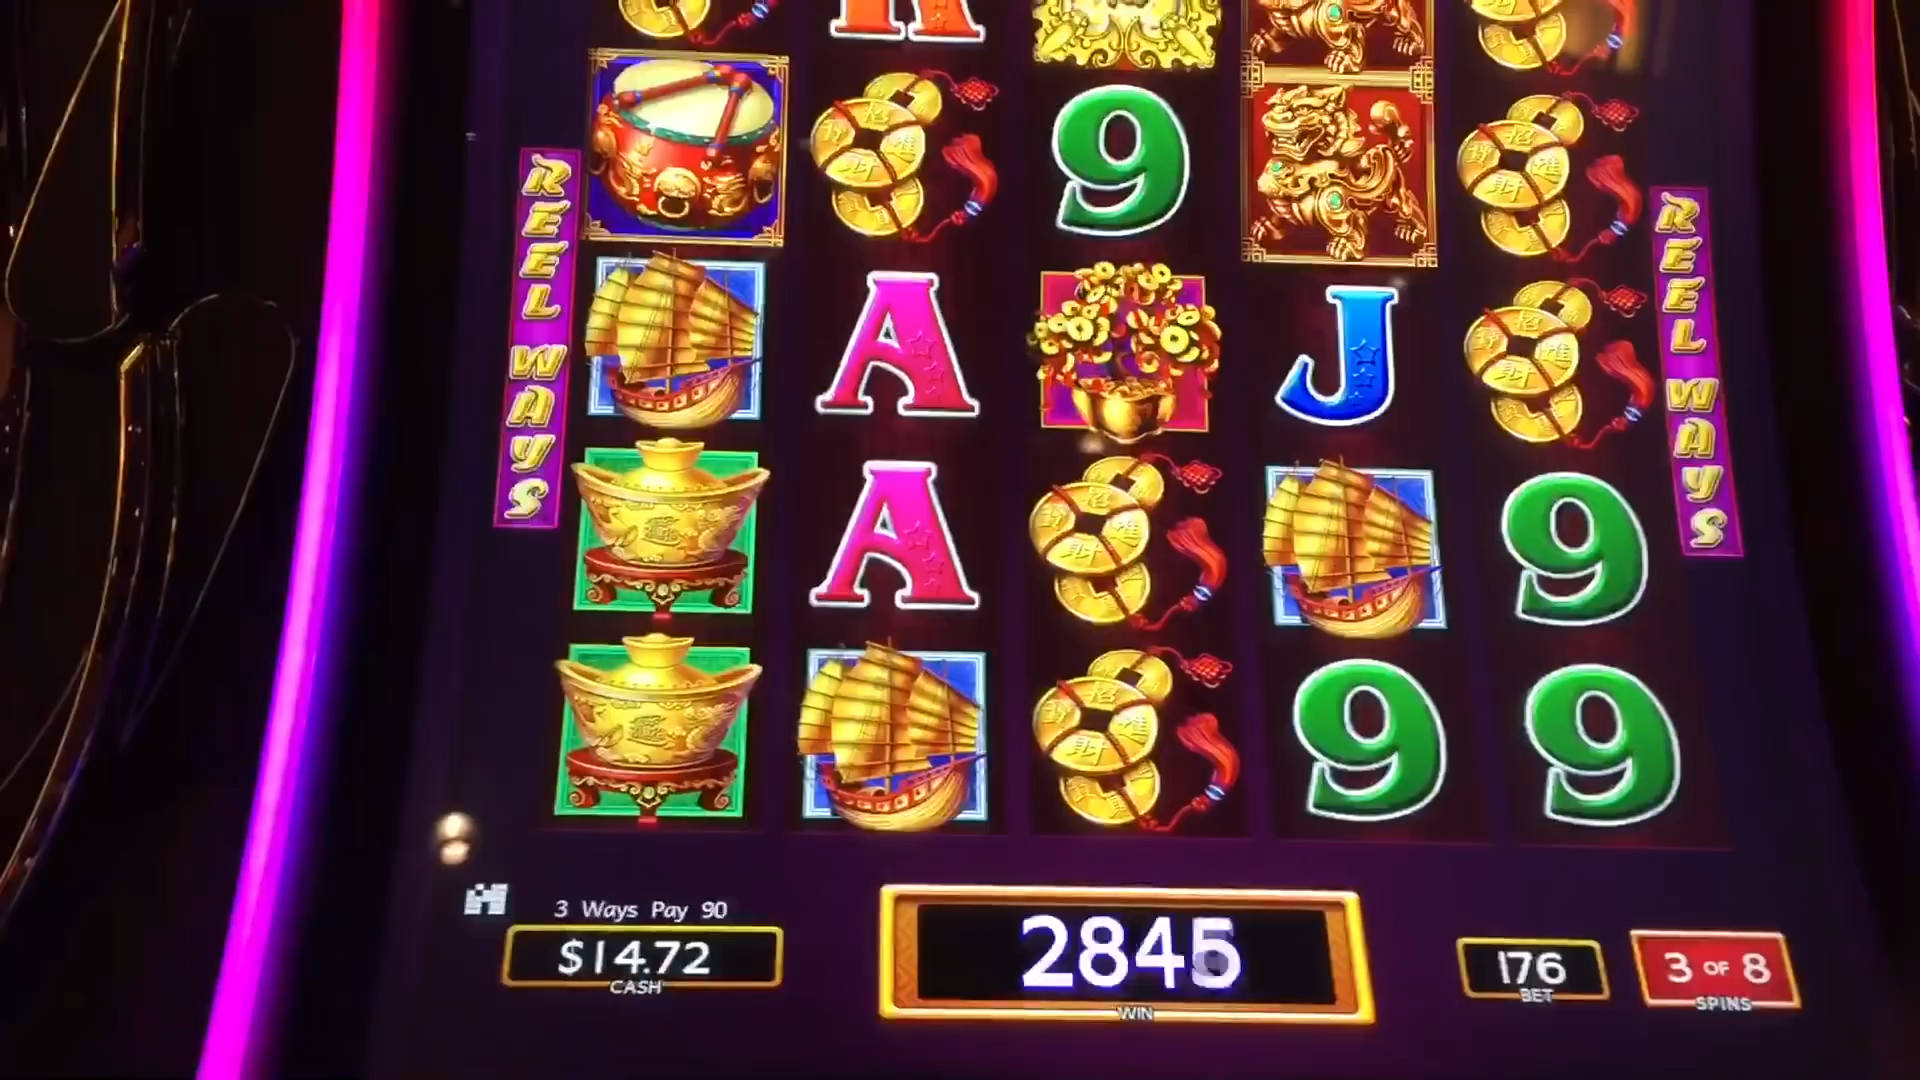 9
REEL WAYS
REEL WAYS
A
J
A
9
9
9
3 Ways Pay 90
$14.72
CASH
2845
WIN
176
BET
3 OF 8
SPINS